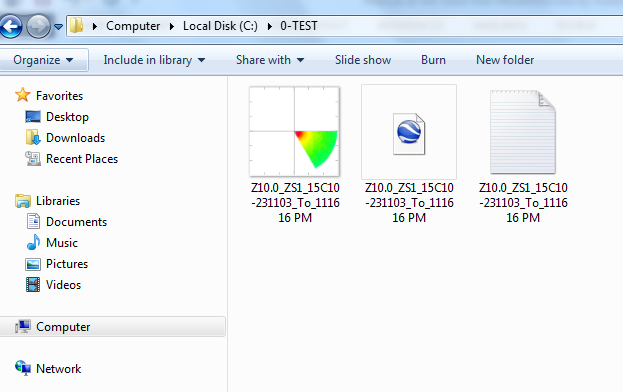 Computer Local Disk (C:) 0-TEST
Organize Include in library Share with Slide show Burn New folder
Favorites
Desktop
Downloads
Recent Places
Libraries
Documents
Music
Pictures
Videos
Computer
Network
Z10.0_ZS1_15C10
-231103_To_1116
16 PM
Z10.0_ZS1_15C10
-231103_To_1116
16 PM
Z10.0_ZS1_15C10
-231103_To_1116
16 PM